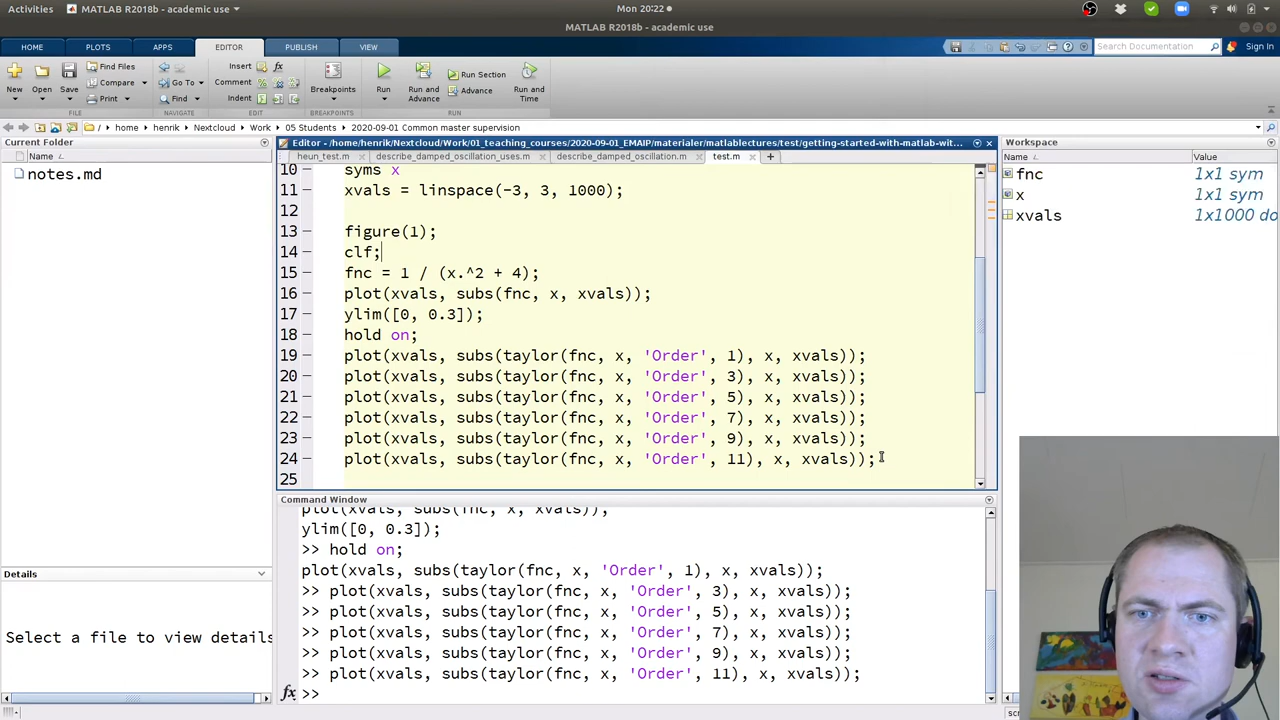 Activities
MATLAB R2018b - academic use
Mon 20:22
MATLAB R2018b - academic use
HOME
PLOTS
APPS
EDITOR
PUBLISH
VIEW
Search Documentation
Sign In
New
Open
Save
Find Files
Compare
Print
Go To
Find
Insert
fx
Comment
%
Indent
Breakpoints
Run
Run and Advance
Run Section
Advance
Run and Time
FILE
NAVIGATE
EDIT
BREAKPOINTS
RUN
/ home henrik Nextcloud Work 05 Students 2020-09-01 Common master supervision
Current Folder
Name
notes.md
Details
Select a file to view details
Editor - /home/henrik/Nextcloud/Work/01_teaching_courses/2020-09-01_EMAIP/materialer/matlablectures/test/getting-started-with-matlab-wit...
heun_test.m
describe_damped_oscillation_uses.m
describe_damped_oscillation.m
test.m
10 syms x
11 xvals = linspace(-3, 3, 1000);
12
13 figure(1);
14 clf;
15 fnc = 1 / (x.^2 + 4);
16 plot(xvals, subs(fnc, x, xvals));
17 ylim([0, 0.3]);
18 hold on;
19 plot(xvals, subs(taylor(fnc, x, 'Order', 1), x, xvals));
20 plot(xvals, subs(taylor(fnc, x, 'Order', 3), x, xvals));
21 plot(xvals, subs(taylor(fnc, x, 'Order', 5), x, xvals));
22 plot(xvals, subs(taylor(fnc, x, 'Order', 7), x, xvals));
23 plot(xvals, subs(taylor(fnc, x, 'Order', 9), x, xvals));
24 plot(xvals, subs(taylor(fnc, x, 'Order', 11), x, xvals));
25
Command Window
plot(xvals, subs(fnc, x, xvals));
ylim([0, 0.3]);
>> hold on;
plot(xvals, subs(taylor(fnc, x, 'Order', 1), x, xvals));
>> plot(xvals, subs(taylor(fnc, x, 'Order', 3), x, xvals));
>> plot(xvals, subs(taylor(fnc, x, 'Order', 5), x, xvals));
>> plot(xvals, subs(taylor(fnc, x, 'Order', 7), x, xvals));
>> plot(xvals, subs(taylor(fnc, x, 'Order', 9), x, xvals));
>> plot(xvals, subs(taylor(fnc, x, 'Order', 11), x, xvals));
fx >>
Workspace
Name Value
fnc 1x1 sym
x 1x1 sym
xvals 1x1000 do